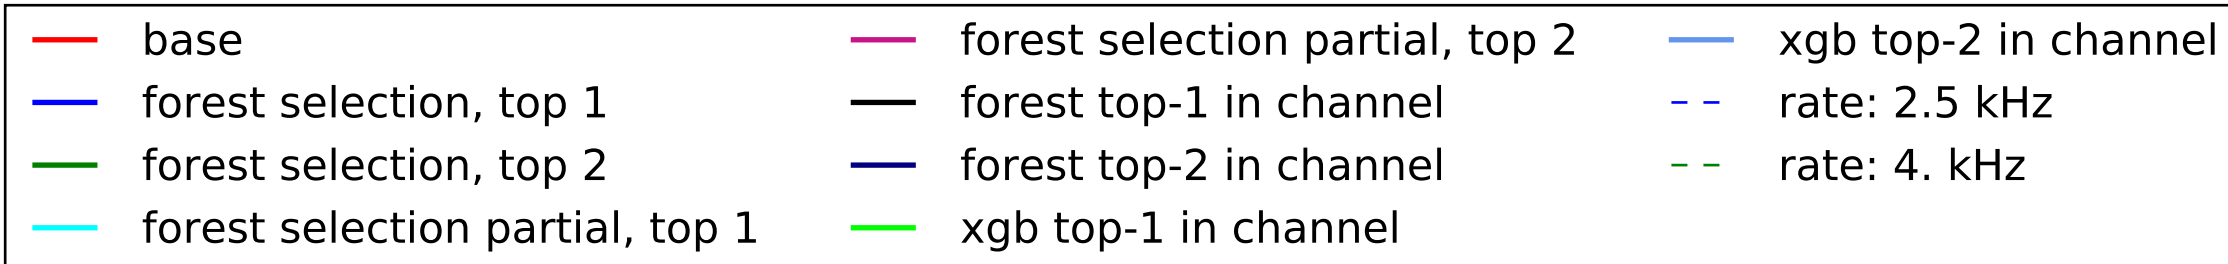 base
forest selection, top 1
forest selection, top 2
forest selection partial, top 1
forest selection partial, top 2
forest top-1 in channel
forest top-2 in channel
xgb top-1 in channel
xgb top-2 in channel
rate: 2.5 kHz
rate: 4. kHz